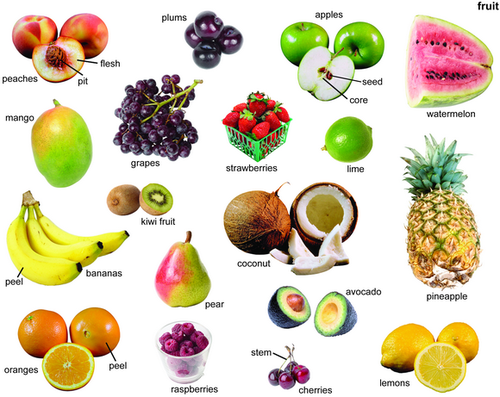 fruit
plums
apples
flesh
pit
peaches
seed
core
watermelon
mango
grapes
strawberries
lime
kiwi fruit
peel
bananas
coconut
pear
avocado
pineapple
oranges
peel
raspberries
stem
cherries
lemons